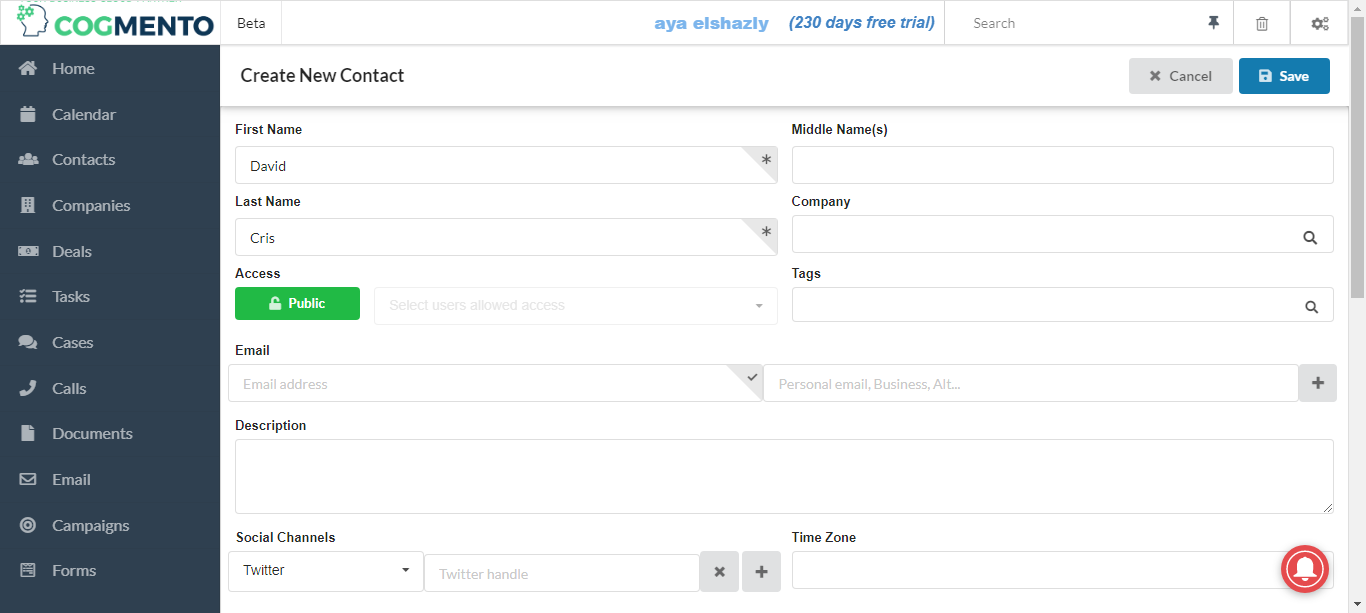 COGMENTO
Beta
aya elshazly
(230 days free trial)
Search
Home
Calendar
Contacts
Companies
Deals
Tasks
Cases
Calls
Documents
Email
Campaigns
Forms
Create New Contact
Cancel
Save
First Name
Middle Name(s)
David
*
Last Name
Company
Cris
*
Access
Tags
Public
Select users allowed access
Email
Email address
Personal email, Business, Alt...
Description
Social Channels
Time Zone
Twitter
Twitter handle